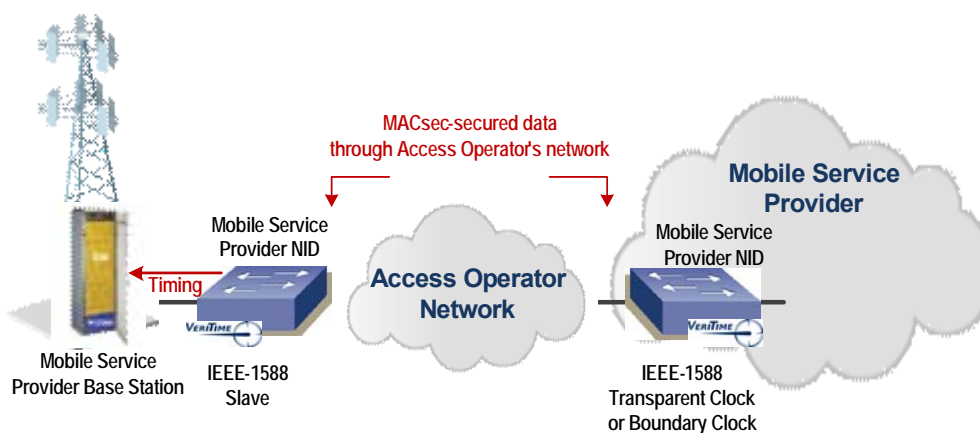 MACsec-secured data
through Access Operator's network
Mobile Service
Provider
Mobile Service
Provider NID
Mobile Service
Provider NID
Timing
Access Operator
Network
VERITIME
VERITIME
Mobile Service
Provider Base Station
IEEE-1588
Slave
IEEE-1588
Transparent Clock
or Boundary Clock